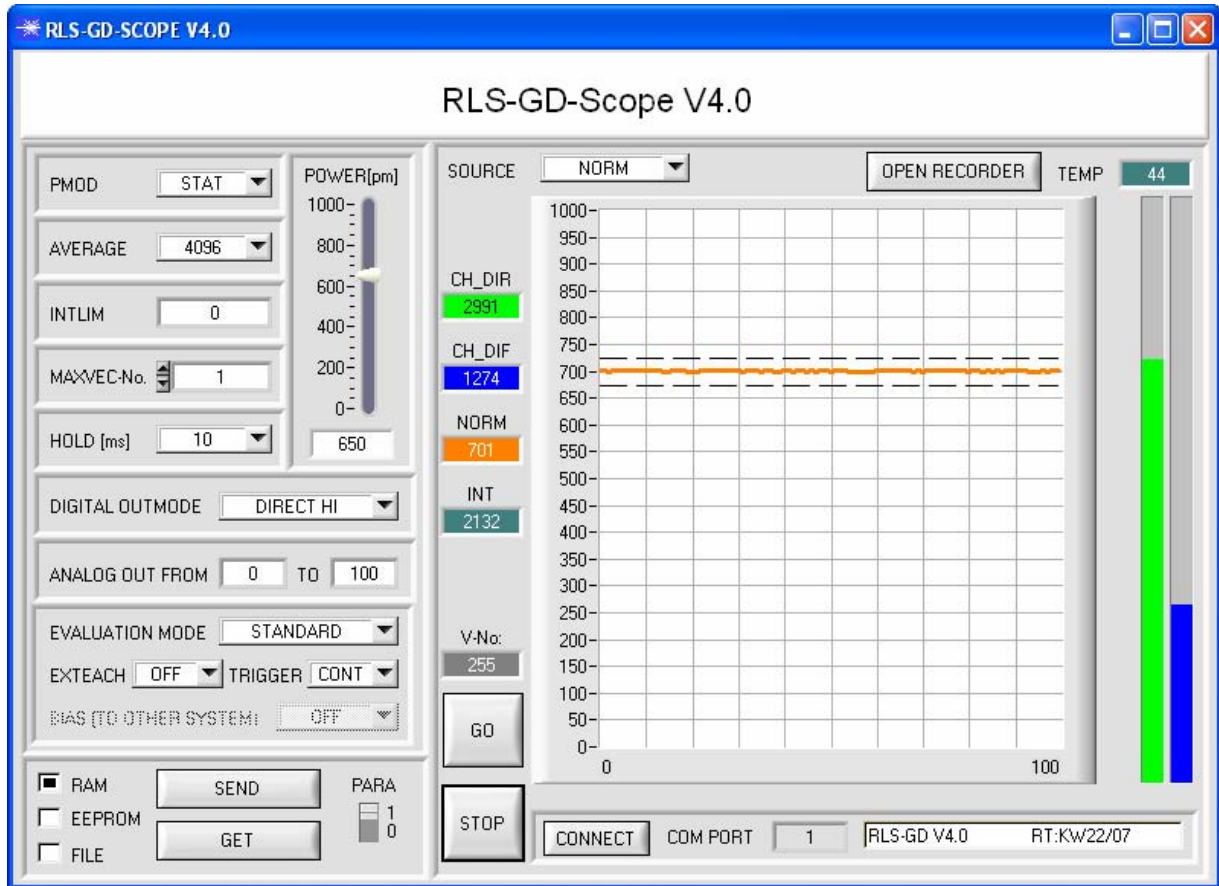 RLS-GD-SCOPE V4.0
RLS-GD-Scope V4.0
PMOD STAT
AVERAGE 4096
INTLIM 0
MAXVEC-No. 1
HOLD [ms] 10
POWER[pm]
1000
800
600
400
200
0
650
DIGITAL OUTMODE DIRECT HI
ANALOG OUT FROM 0 TO 100
EVALUATION MODE STANDARD
EXTEACH OFF TRIGGER CONT
BIAS (TO OTHER SYSTEM) OFF
RAM
EEPROM
FILE
SEND
GET
PARA
1
0
SOURCE NORM
OPEN RECORDER
TEMP 44
CH_DIR
2991
CH_DIF
1274
NORM
701
INT
2132
V-No:
255
GO
STOP
1000
950
900
850
800
750
700
650
600
550
500
450
400
350
300
250
200
150
100
50
0
0 100
CONNECT COM PORT 1 RLS-GD V4.0 RT:KW22/07